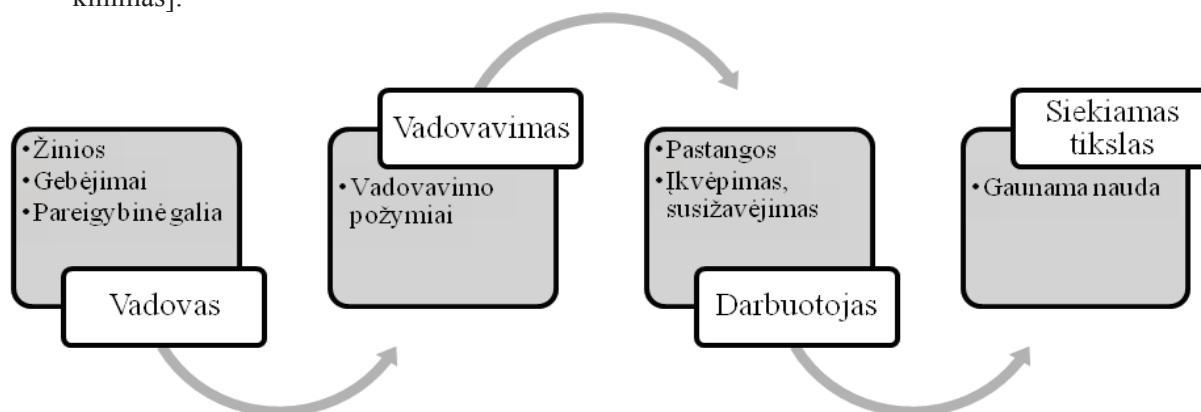 • Žinios
• Gebėjimai
• Pareigybinė galia
Vadovas
Vadovavimas
• Vadovavimo
požymiai
• Pastangos
• Įkvėpimas,
susižavėjimas
Darbuotojas
Siekiamas
tikslas
• Gaunama nauda